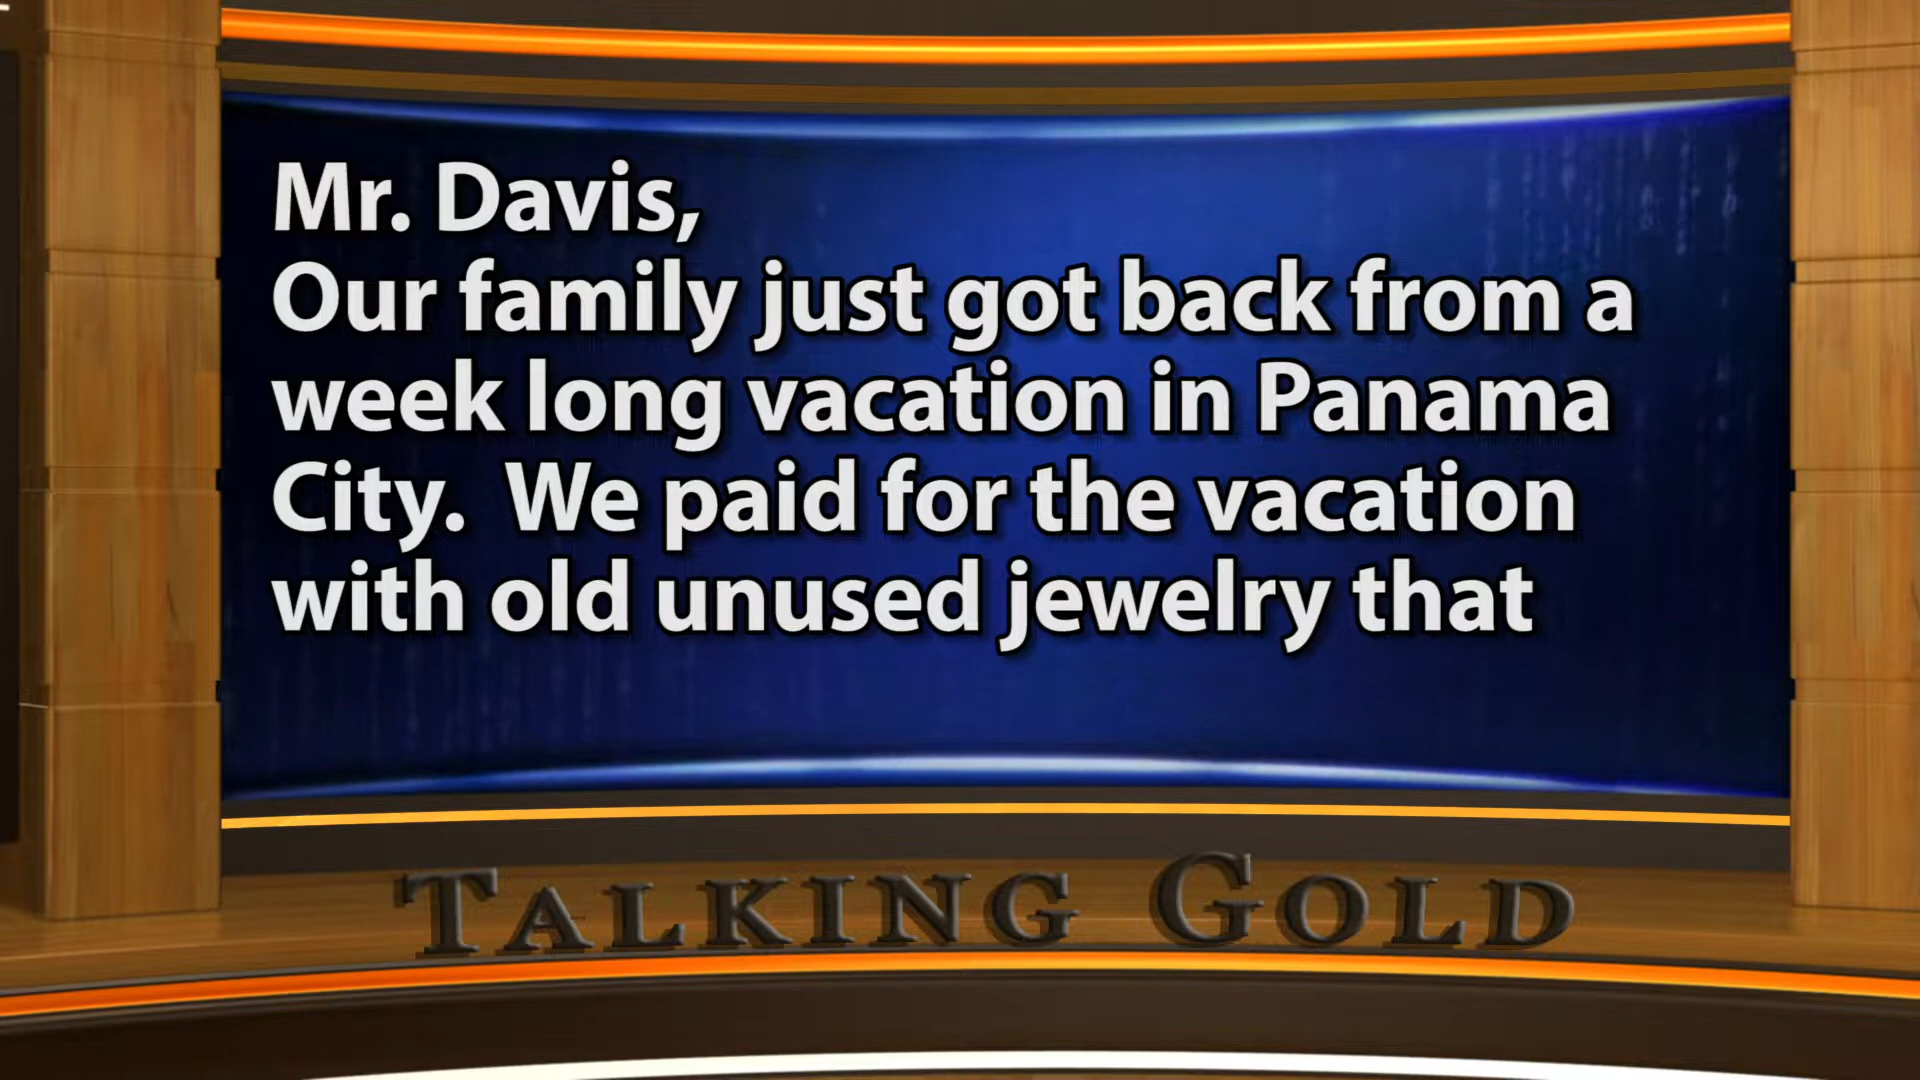 Mr. Davis,
Our family just got back from a
week long vacation in Panama
City.  We paid for the vacation
with old unused jewelry that
TALKING GOLD